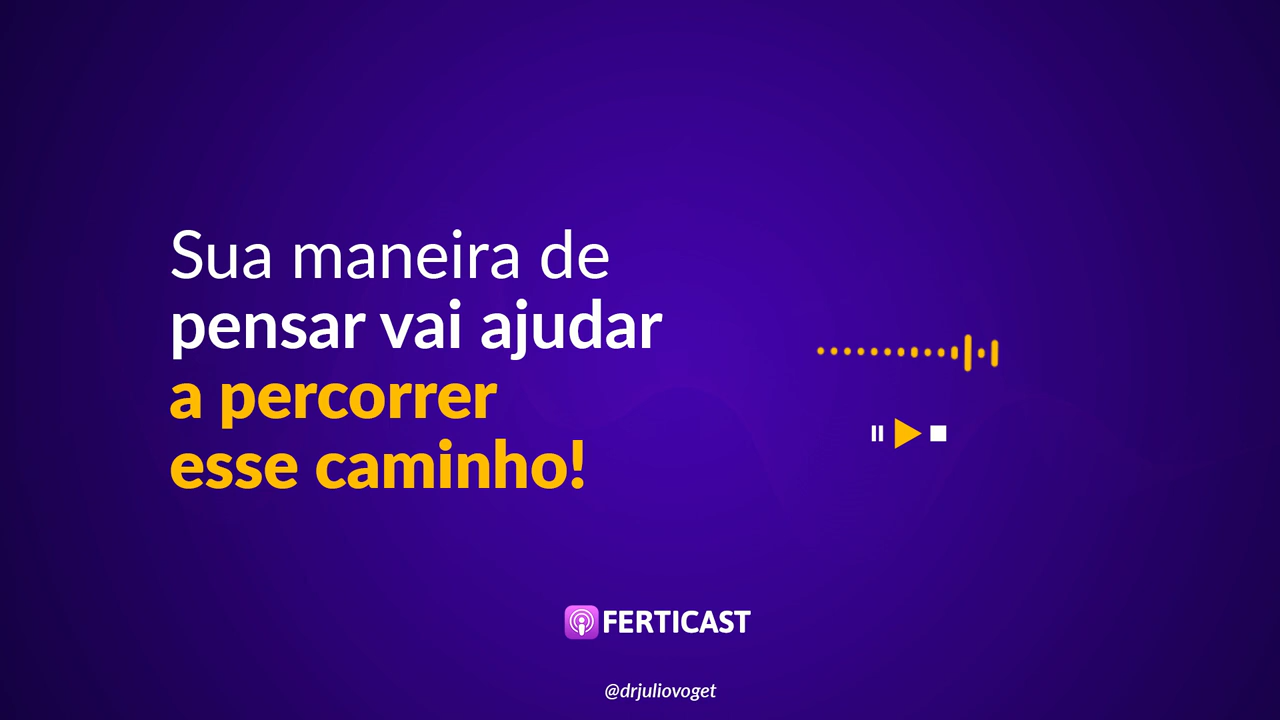 Sua maneira de
pensar vai ajudar
a percorrer
esse caminho!
FERTICAST
@drjuliovoget